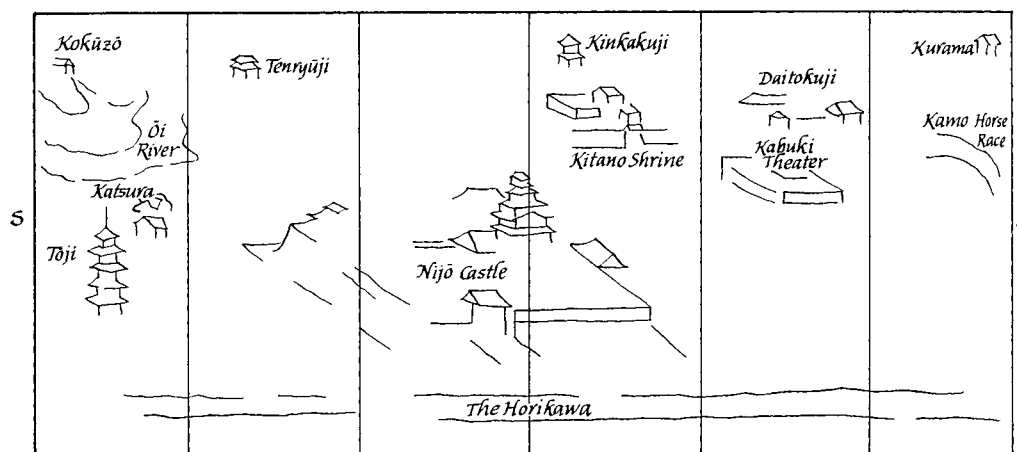 Kokūzō
Tenryūji
Kinkakuji
Kurama
Daitokuji
Ōi
River
Kamo Horse
Race
Kitano Shrine
Kabuki
Theater
Katsura
S
Tōji
Nijō Castle
The Horikawa